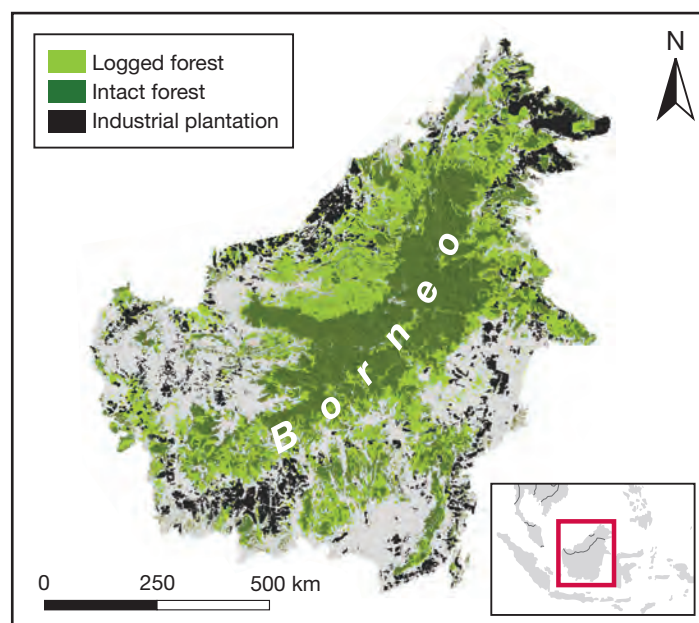 Logged forest
Intact forest
Industrial plantation
N
Borneo
0 250 500 km